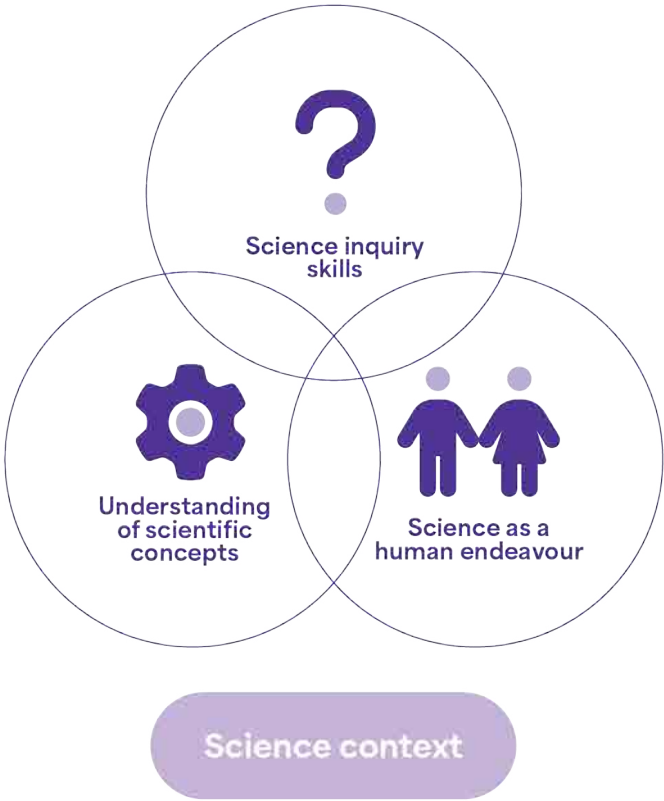 Science inquiry
skills
Understanding
of scientific
concepts
Science as a
human endeavour
Science context